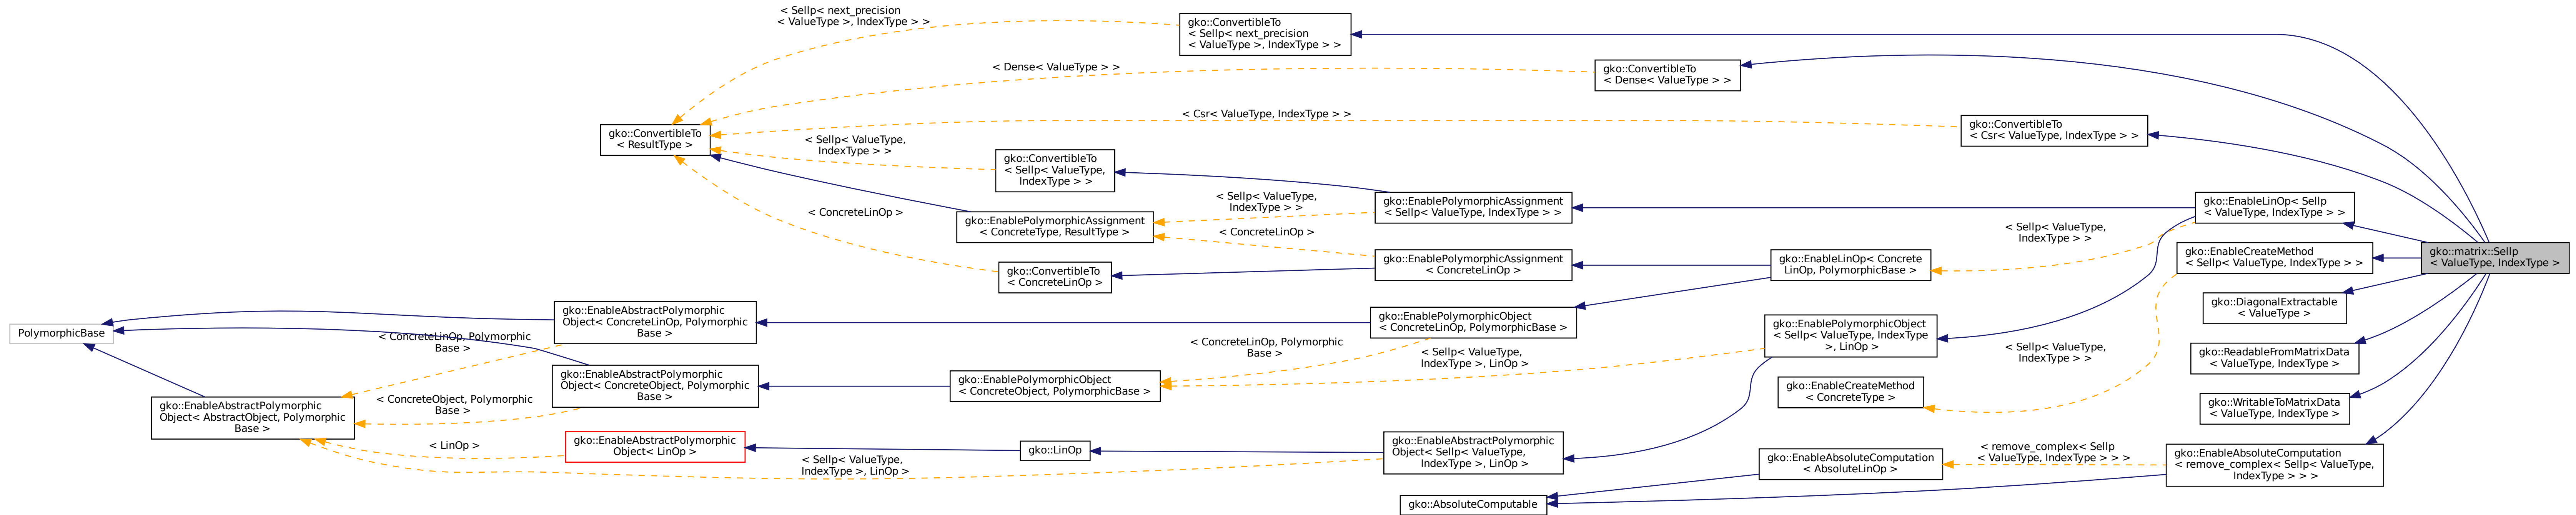 < Sellp< next_precision
< ValueType >, IndexType > >
gko::ConvertibleTo
< Sellp< next_precision
< ValueType >, IndexType > >
< Dense< ValueType > >
gko::ConvertibleTo
< Dense< ValueType > >
< Csr< ValueType, IndexType > >
gko::ConvertibleTo
< Csr< ValueType, IndexType > >
gko::ConvertibleTo
< ResultType >
< Sellp< ValueType,
IndexType > >
gko::ConvertibleTo
< Sellp< ValueType,
IndexType > >
< Sellp< ValueType,
IndexType > >
gko::EnablePolymorphicAssignment
< Sellp< ValueType, IndexType > >
gko::EnableLinOp< Sellp
< ValueType, IndexType > >
< ConcreteLinOp >
gko::EnablePolymorphicAssignment
< ConcreteType, ResultType >
< ConcreteLinOp >
< Sellp< ValueType,
IndexType > >
gko::ConvertibleTo
< ConcreteLinOp >
gko::EnablePolymorphicAssignment
< ConcreteLinOp >
gko::EnableLinOp< Concrete
LinOp, PolymorphicBase >
gko::EnableCreateMethod
< Sellp< ValueType, IndexType > >
gko::matrix::Sellp
< ValueType, IndexType >
gko::DiagonalExtractable
< ValueType >
PolymorphicBase
gko::EnableAbstractPolymorphic
Object< ConcreteLinOp, Polymorphic
Base >
gko::EnablePolymorphicObject
< ConcreteLinOp, PolymorphicBase >
gko::EnablePolymorphicObject
< Sellp< ValueType, IndexType
>, LinOp >
< ConcreteLinOp, Polymorphic
Base >
< ConcreteLinOp, Polymorphic
Base >
< Sellp< ValueType,
IndexType >, LinOp >
< Sellp< ValueType,
IndexType > >
gko::ReadableFromMatrixData
< ValueType, IndexType >
gko::EnableAbstractPolymorphic
Object< ConcreteObject, Polymorphic
Base >
gko::EnablePolymorphicObject
< ConcreteObject, PolymorphicBase >
gko::EnableCreateMethod
< ConcreteType >
gko::WritableToMatrixData
< ValueType, IndexType >
gko::EnableAbstractPolymorphic
Object< AbstractObject, Polymorphic
Base >
< ConcreteObject, Polymorphic
Base >
< LinOp >
gko::EnableAbstractPolymorphic
Object< LinOp >
< Sellp< ValueType,
IndexType >, LinOp >
gko::LinOp
gko::EnableAbstractPolymorphic
Object< Sellp< ValueType,
IndexType >, LinOp >
gko::EnableAbsoluteComputation
< AbsoluteLinOp >
< remove_complex< Sellp
< ValueType, IndexType > > >
gko::EnableAbsoluteComputation
< remove_complex< Sellp< ValueType,
IndexType > > >
gko::AbsoluteComputable